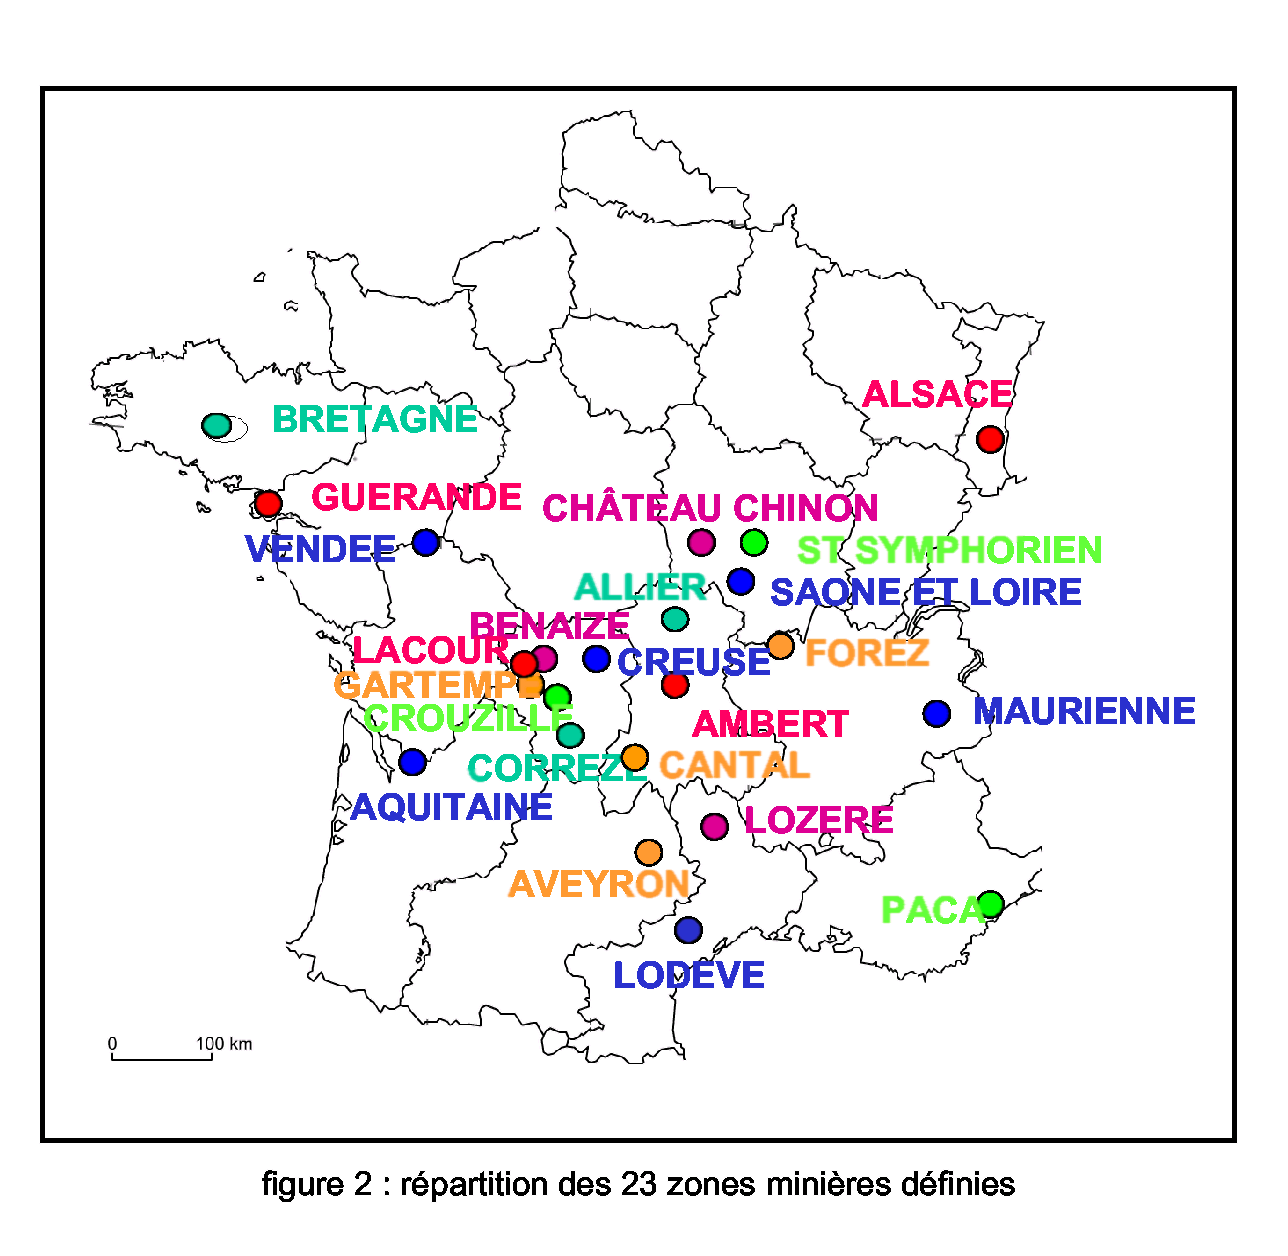 ALSACE
BRETAGNE
GUERANDE
CHÂTEAU CHINON
VENDEE
ST SYMPHORIEN
ALLIER
SAONE ET LOIRE
BENAIZE
LACOUR
FOREZ
CREUSE
GARTEMPE
MAURIENNE
CROUZILLE
AMBERT
CORREZE
CANTAL
AQUITAINE
LOZERE
AVEYRON
PACA
LODEVE
0 100 km
figure 2 : répartition des 23 zones minières définies